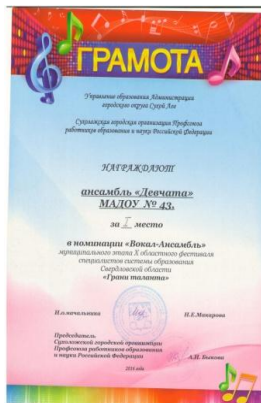 ГРАМОТА
Управление образования Администрации
городского округа Сухой Лог
Сухоложская городская организация Профсоюза
работников образования и науки Российской Федерации
НАГРАЖДАЮТ
ансамбль «Девчата»
МАДОУ № 43,
за I место
в номинации «Вокал-Ансамбль»
муниципального этапа X областного фестиваля
специалистов системы образования
Свердловской области
«Грани таланта»
И.о.начальника
Председатель
Сухоложской городской организации
Профсоюза работников образования
и науки Российской Федерации
А.Н. Быкова